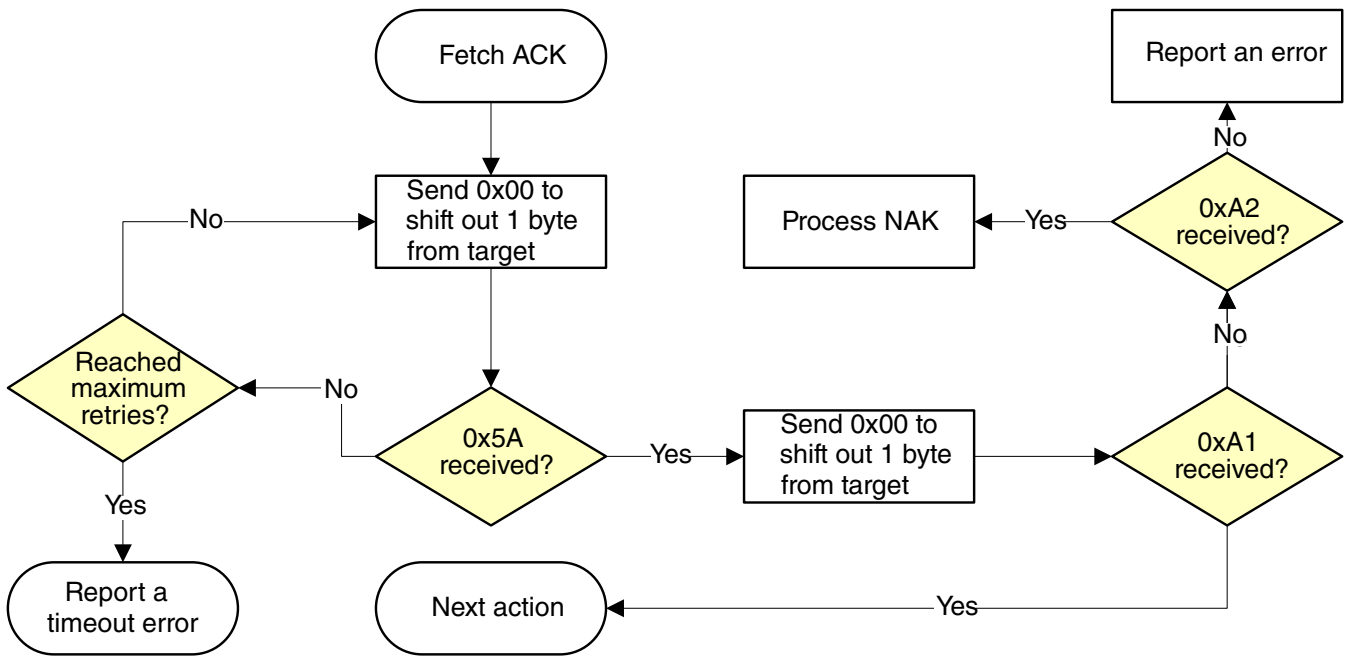 Fetch ACK
Report an error
No
Send 0x00 to
shift out 1 byte
from target
No
Process NAK
Yes
0xA2
received?
No
Reached
maximum
retries?
No
0x5A
received?
Yes
Send 0x00 to
shift out 1 byte
from target
0xA1
received?
Yes
Report a
timeout error
Next action
Yes